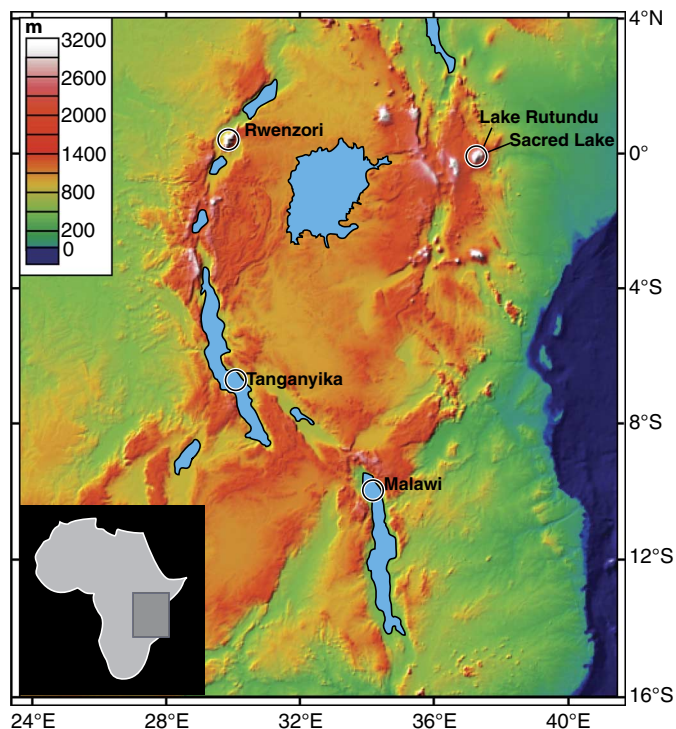 m
3200
2600
2000
1400
800
200
0
4°N
0°
4°S
8°S
12°S
16°S
Rwenzori
Lake Rutundu
Sacred Lake
Tanganyika
Malawi
24°E
28°E
32°E
36°E
40°E